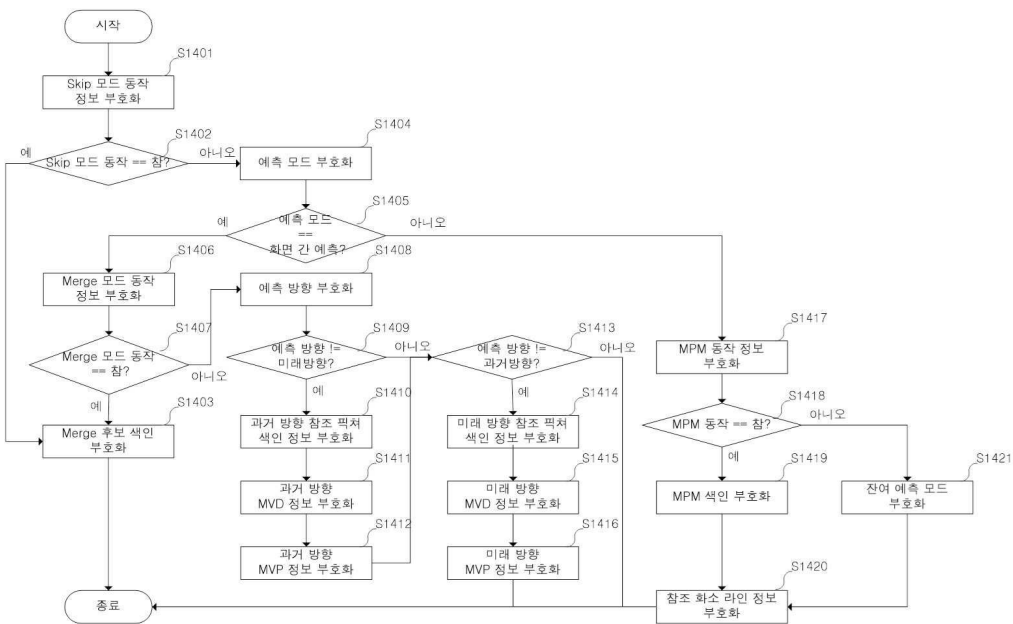 시작
S1401
Skip 모드 동작
정보 부호화
S1402
예
Skip 모드 동작 == 참?
아니오
S1404
예측 모드 부호화
S1405
예
예측 모드
==
화면 간 예측?
아니오
S1406
Merge 모드 동작
정보 부호화
S1408
예측 방향 부호화
S1407
Merge 모드 동작
== 참?
아니오
예
S1403
Merge 후보 색인
부호화
S1409
예측 방향 !=
미래방향?
아니오
예
S1410
과거 방향 참조 픽쳐
색인 정보 부호화
S1411
과거 방향
MVD 정보 부호화
S1412
과거 방향
MVP 정보 부호화
S1413
예측 방향 !=
과거방향?
아니오
예
S1414
미래 방향 참조 픽쳐
색인 정보 부호화
S1415
미래 방향
MVD 정보 부호화
S1416
미래 방향
MVP 정보 부호화
S1417
MPM 동작 정보
부호화
S1418
MPM 동작 == 참?
아니오
예
S1419
MPM 색인 부호화
S1421
잔여 예측 모드
부호화
S1420
참조 화소 라인 정보
부호화
종료